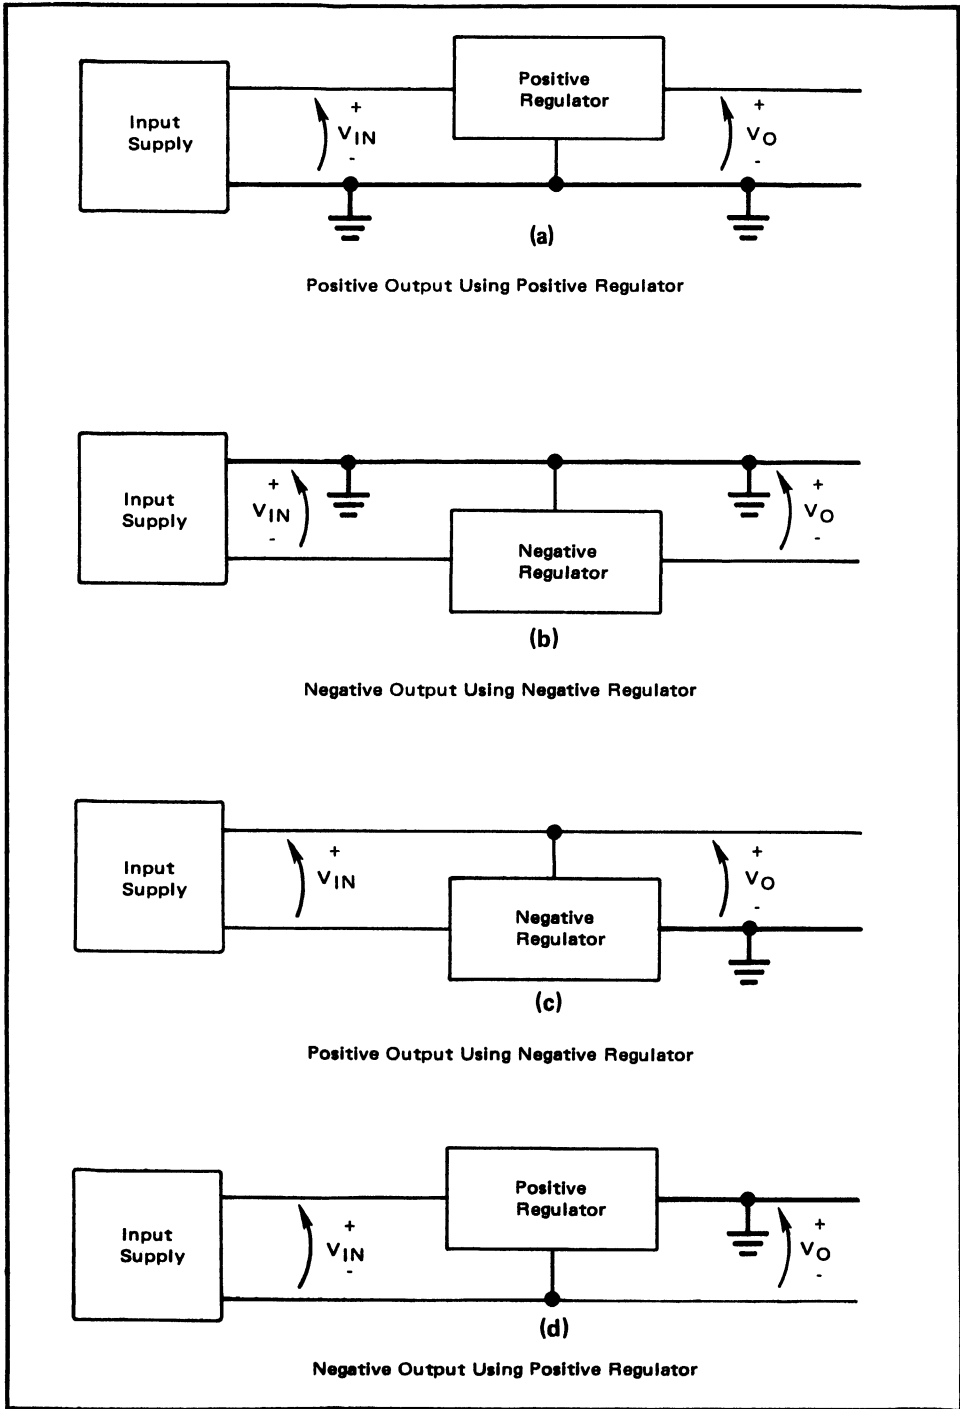 Input
Supply
+
VIN
-
Positive
Regulator
+
VO
-
(a)
Positive Output Using Positive Regulator
Input
Supply
+
VIN
-
Negative
Regulator
+
VO
-
(b)
Negative Output Using Negative Regulator
Input
Supply
+
VIN
Negative
Regulator
+
VO
-
(c)
Positive Output Using Negative Regulator
Input
Supply
+
VIN
-
Positive
Regulator
+
VO
-
(d)
Negative Output Using Positive Regulator